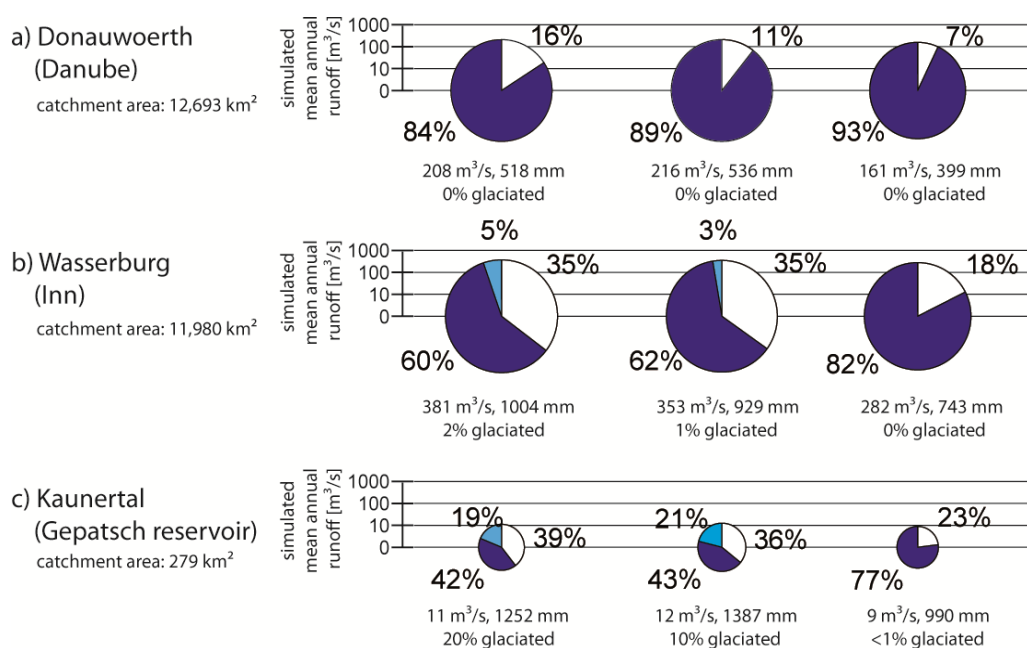 a) Donauwoerth
(Danube)
catchment area: 12,693 km²
simulated
mean annual
runoff [m³/s]
1000
100
10
0
16%
84%
208 m³/s, 518 mm
0% glaciated
11%
89%
216 m³/s, 536 mm
0% glaciated
7%
93%
161 m³/s, 399 mm
0% glaciated
b) Wasserburg
(Inn)
catchment area: 11,980 km²
simulated
mean annual
runoff [m³/s]
1000
100
10
0
5%
35%
60%
381 m³/s, 1004 mm
2% glaciated
3%
35%
62%
353 m³/s, 929 mm
1% glaciated
18%
82%
282 m³/s, 743 mm
0% glaciated
c) Kaunertal
(Gepatsch reservoir)
catchment area: 279 km²
simulated
mean annual
runoff [m³/s]
1000
100
10
0
19%
39%
42%
11 m³/s, 1252 mm
20% glaciated
21%
36%
43%
12 m³/s, 1387 mm
10% glaciated
23%
77%
9 m³/s, 990 mm
<1% glaciated